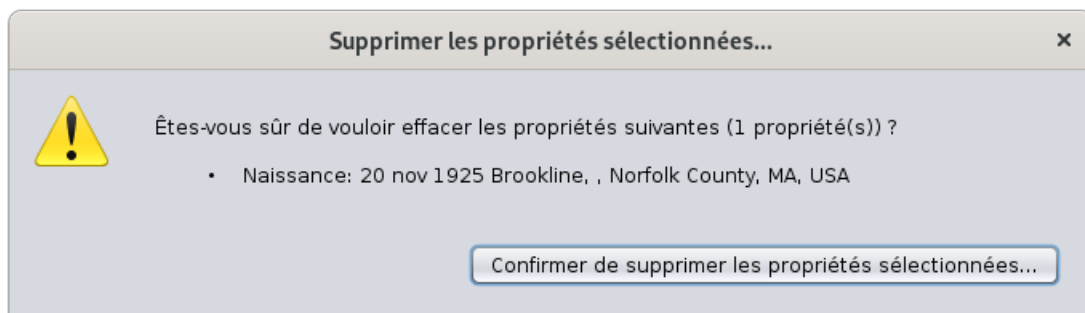 Supprimer les propriétés sélectionnées...
Êtes-vous sûr de vouloir effacer les propriétés suivantes (1 propriété(s)) ?
• Naissance: 20 nov 1925 Brookline, , Norfolk County, MA, USA
Confirmer de supprimer les propriétés sélectionnées...